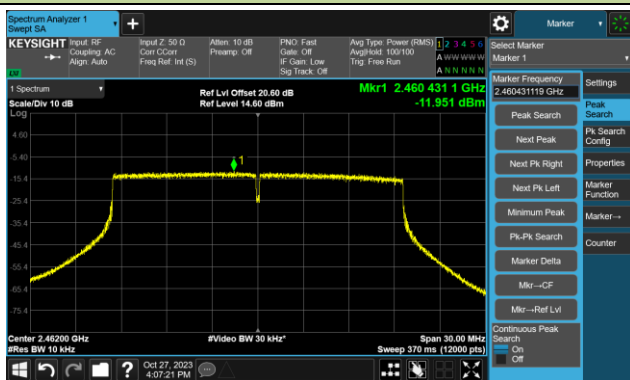 Spectrum Analyzer 1
Swept SA
Marker
KEYSIGHT
Input: RF
Coupling: AC
Align: Auto
Input Z: 50 Ω
Corr CCorr
Freq Ref: Int (S)
Atten: 10 dB
Preamp: Off
PNO: Fast
Gate: Off
IF Gain: Low
Sig Track: Off
Avg Type: Power (RMS)
Avg|Hold: 100/100
Trig: Free Run
1 2 3 4 5 6
A W W W W W
A N N N N N
Select Marker
Marker 1
1 Spectrum
Scale/Div 10 dB
Log
Ref Lvl Offset 20.60 dB
Ref Level 14.60 dBm
Mkr1 2.460 431 1 GHz
-11.951 dBm
4.60
-5.40
-15.4
-25.4
-35.4
-45.4
-55.4
-65.4
-75.4
1
Center 2.46200 GHz
#Res BW 10 kHz
#Video BW 30 kHz*
Span 30.00 MHz
Sweep 370 ms (12000 pts)
Marker Frequency
2.460431119 GHz
Peak Search
Next Peak
Next Pk Right
Next Pk Left
Minimum Peak
Pk-Pk Search
Marker Delta
Mkr→CF
Mkr→Ref Lvl
Continuous Peak
Search
On
Off
Settings
Peak
Search
Pk Search
Config
Properties
Marker
Function
Marker→
Counter
Oct 27, 2023
4:07:21 PM